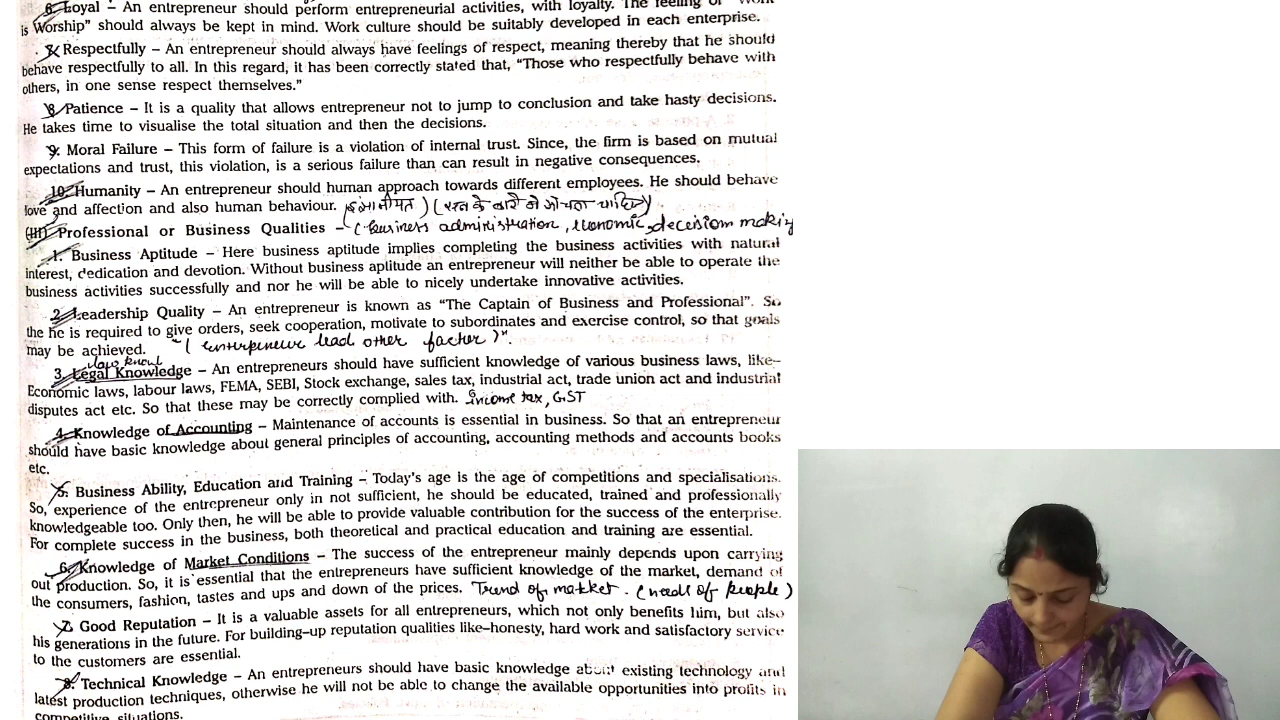 6. Loyal – An entrepreneur should perform entrepreneurial activities, with loyalty. The feeling of "Work
is Worship" should always be kept in mind. Work culture should be suitably developed in each enterprise.
Respectfully – An entrepreneur should always have feelings of respect, meaning thereby that he should
behave respectfully to all. In this regard, it has been correctly stated that, "Those who respectfully behave with
others, in one sense respect themselves."
8. Patience – It is a quality that allows entrepreneur not to jump to conclusion and take hasty decisions.
He takes time to visualise the total situation and then the decisions.
9. Moral Failure – This form of failure is a violation of internal trust. Since, the firm is based on mutual
expectations and trust, this violation, is a serious failure than can result in negative consequences.
10. Humanity – An entrepreneur should human approach towards different employees. He should behave
love and affection and also human behaviour. (इंसानियत)
(III) Professional or Business Qualities – (Business administration, economic, decision making
1. Business Aptitude – Here business aptitude implies completing the business activities with natural
interest, dedication and devotion. Without business aptitude an entrepreneur will neither be able to operate the
business activities successfully and nor he will be able to nicely undertake innovative activities.
2. Leadership Quality – An entrepreneur is known as "The Captain of Business and Professional". So
the he is required to give orders, seek cooperation, motivate to subordinates and exercise control, so that goals
may be achieved. "( enterpeneur lead other factor )".
3. Legal Knowledge – An entrepreneurs should have sufficient knowledge of various business laws, like–
Economic laws, labour laws, FEMA, SEBI, Stock exchange, sales tax, industrial act, trade union act and industrial
disputes act etc. So that these may be correctly complied with. Income tax, GST
4. Knowledge of Accounting – Maintenance of accounts is essential in business. So that an entrepreneur
should have basic knowledge about general principles of accounting, accounting methods and accounts books
etc.
5. Business Ability, Education and Training – Today's age is the age of competitions and specialisations.
So, experience of the entrepreneur only in not sufficient, he should be educated, trained and professionally
knowledgeable too. Only then, he will be able to provide valuable contribution for the success of the enterprise.
For complete success in the business, both theoretical and practical education and training are essential.
6. Knowledge of Market Conditions – The success of the entrepreneur mainly depends upon carrying
out production. So, it is essential that the entrepreneurs have sufficient knowledge of the market, demand of
the consumers, fashion, tastes and ups and down of the prices. Trend of market. (needs of people)
7. Good Reputation – It is a valuable assets for all entrepreneurs, which not only benefits him, but also
his generations in the future. For building-up reputation qualities like-honesty, hard work and satisfactory service
to the customers are essential.
8. Technical Knowledge – An entrepreneurs should have basic knowledge about existing technology and
latest production techniques, otherwise he will not be able to change the available opportunities into profits in
competitive situations.